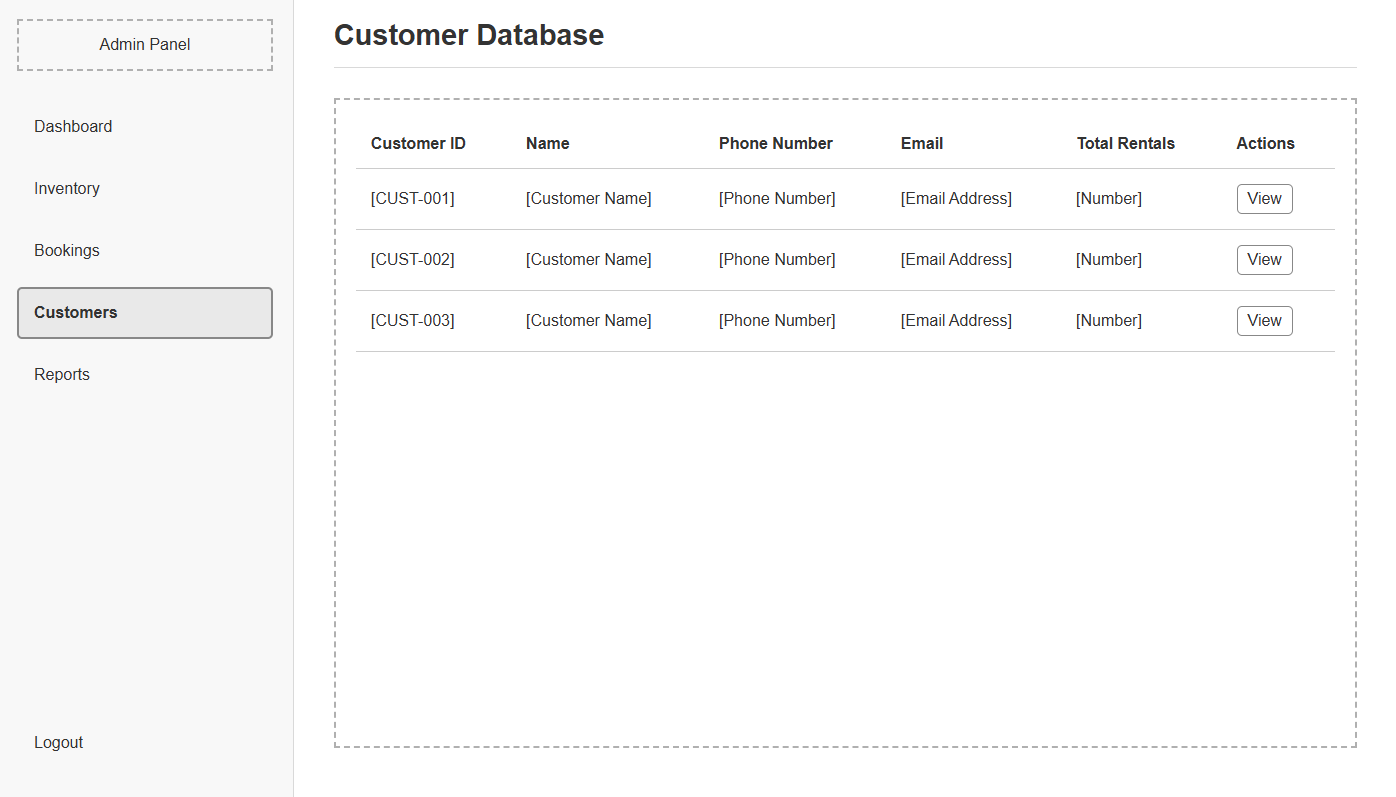 Admin Panel
Dashboard
Inventory
Bookings
Customers
Reports
Logout
Customer Database
Customer ID Name Phone Number Email Total Rentals Actions
[CUST-001] [Customer Name] [Phone Number] [Email Address] [Number] View
[CUST-002] [Customer Name] [Phone Number] [Email Address] [Number] View
[CUST-003] [Customer Name] [Phone Number] [Email Address] [Number] View